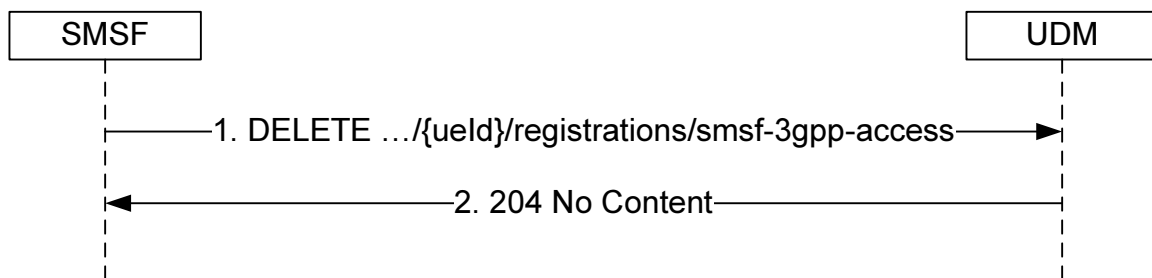 SMSF
UDM
1. DELETE …/{ueId}/registrations/smsf-3gpp-access
2. 204 No Content